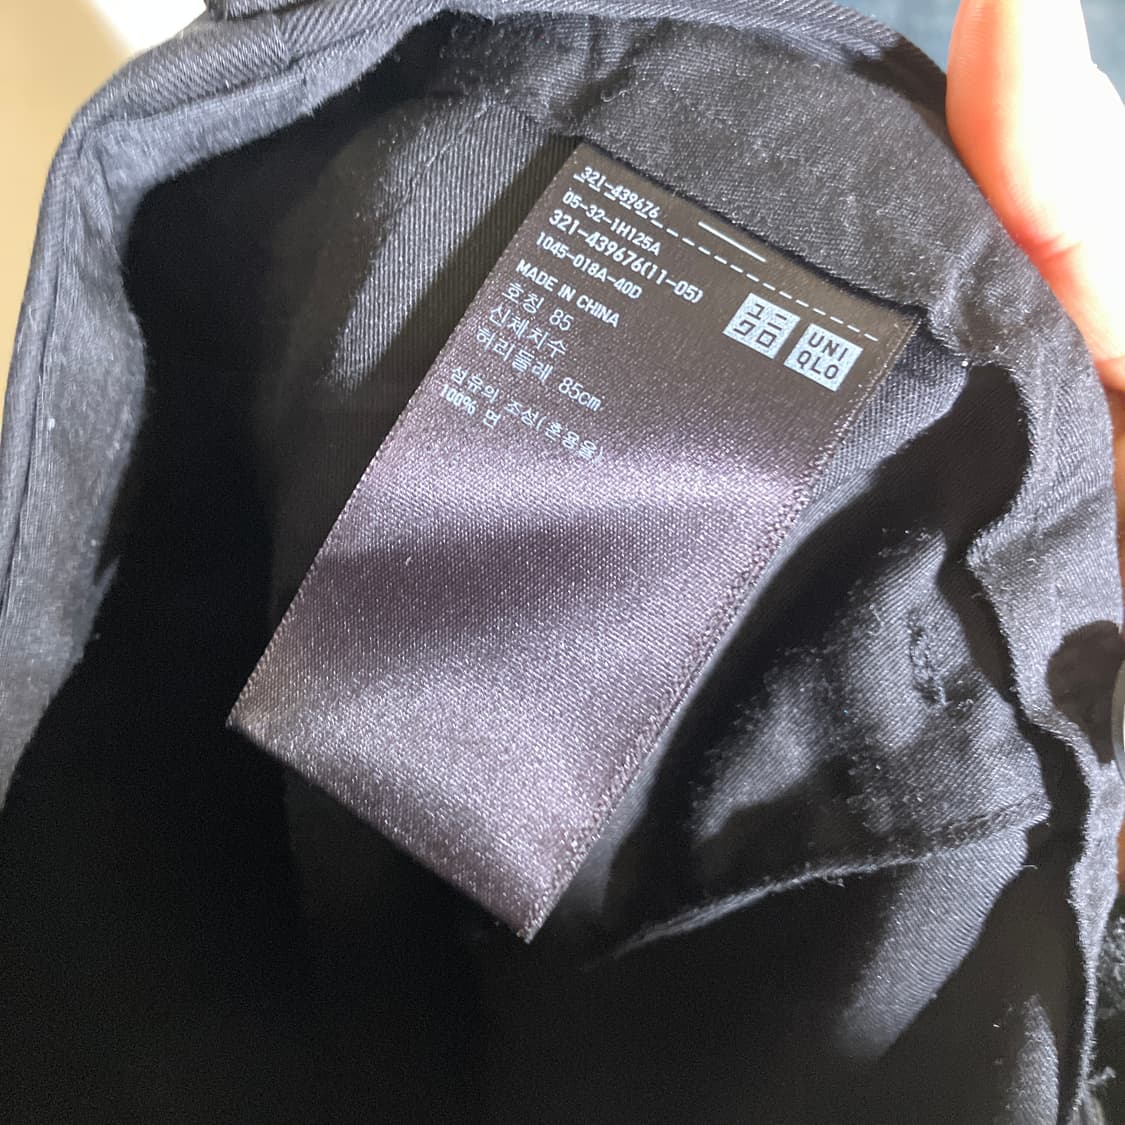 321-439676
05-32-1H125A
321-439676(11-05)
1045-018A-40D
MADE IN CHINA
호칭 85
신체치수
허리둘레 85cm
섬유의 조성(혼용율)
100% 면
ユニ
クロ
UNI
QLO